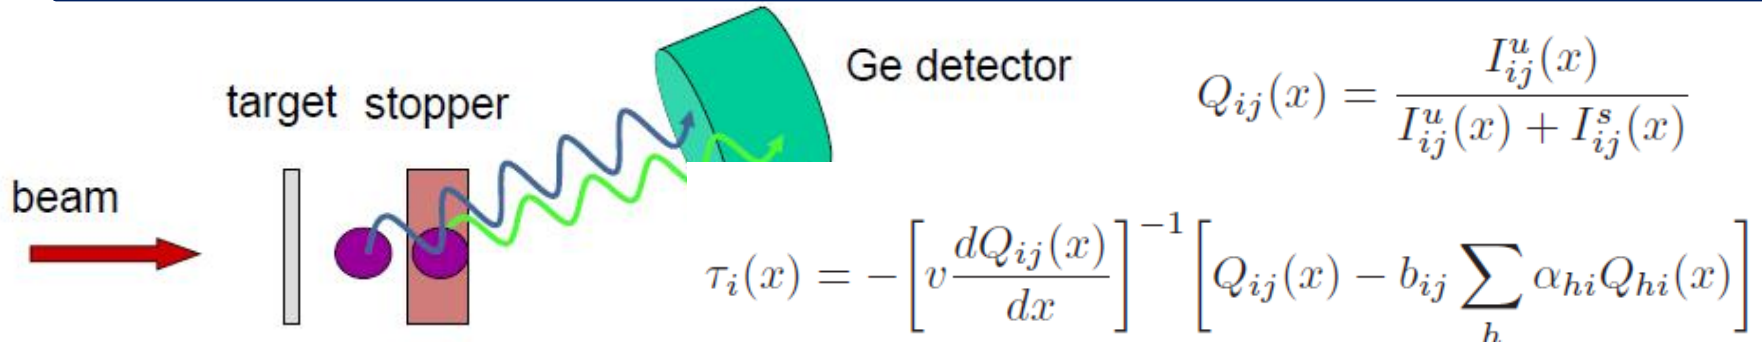 target stopper
beam
Ge detector
Q_{ij}(x) = \frac{I^u_{ij}(x)}{I^u_{ij}(x) + I^s_{ij}(x)}
\tau_i(x) = -\left[ v \frac{dQ_{ij}(x)}{dx} \right]^{-1} \left[ Q_{ij}(x) - b_{ij} \sum_h \alpha_{hi} Q_{hi}(x) \right]